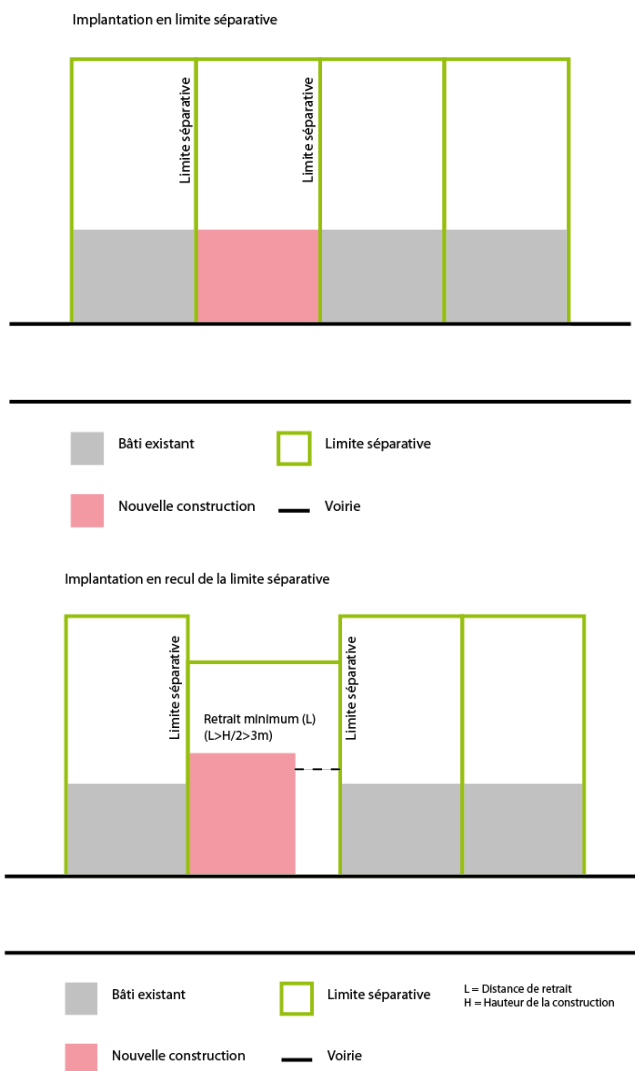 Implantation en limite séparative
Limite séparative
Limite séparative
Bâti existant
Limite séparative
Nouvelle construction
Voirie
Implantation en recul de la limite séparative
Limite séparative
Limite séparative
Retrait minimum (L)
(L>H/2>3m)
Bâti existant
Limite séparative
L = Distance de retrait
H = Hauteur de la construction
Nouvelle construction
Voirie